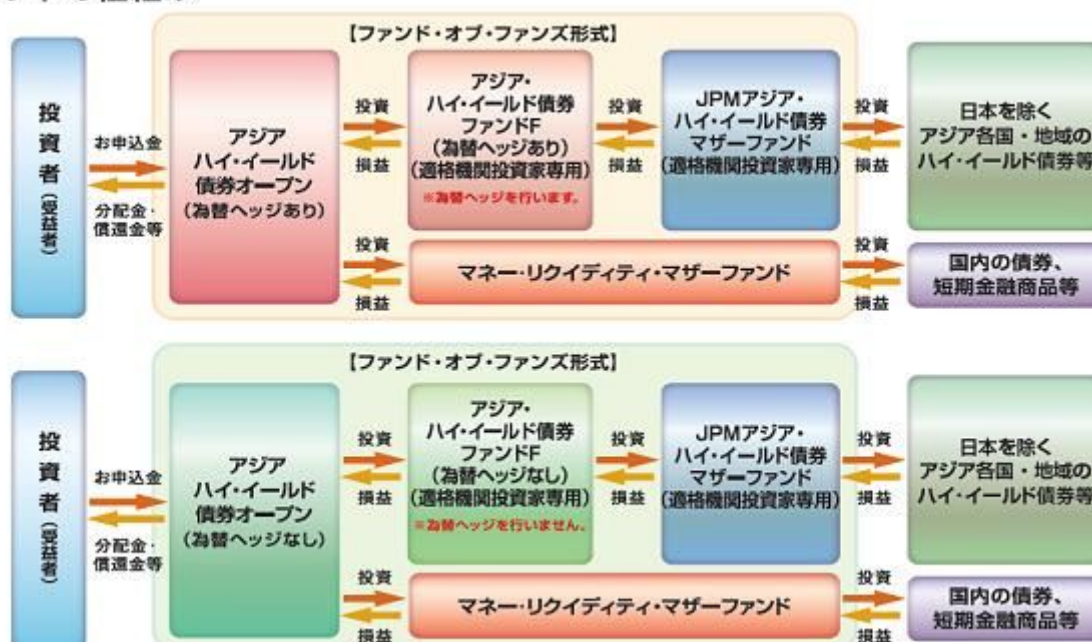 【ファンド・オブ・ファンズ形式】
投資者(受益者)
お申込金
分配金・
償還金等
アジア
ハイ・イールド
債券オープン
(為替ヘッジあり)
投資
損益
アジア・
ハイ・イールド債券
ファンドF
(為替ヘッジあり)
(適格機関投資家専用)
※為替ヘッジを行います。
投資
損益
JPMアジア・
ハイ・イールド債券
マザーファンド
(適格機関投資家専用)
投資
損益
日本を除く
アジア各国・地域の
ハイ・イールド債券等
投資
損益
マネー・リクイディティ・マザーファンド
投資
損益
国内の債券、
短期金融商品等
【ファンド・オブ・ファンズ形式】
投資者(受益者)
お申込金
分配金・
償還金等
アジア
ハイ・イールド
債券オープン
(為替ヘッジなし)
投資
損益
アジア・
ハイ・イールド債券
ファンドF
(為替ヘッジなし)
(適格機関投資家専用)
※為替ヘッジを行いません。
投資
損益
JPMアジア・
ハイ・イールド債券
マザーファンド
(適格機関投資家専用)
投資
損益
日本を除く
アジア各国・地域の
ハイ・イールド債券等
投資
損益
マネー・リクイディティ・マザーファンド
投資
損益
国内の債券、
短期金融商品等